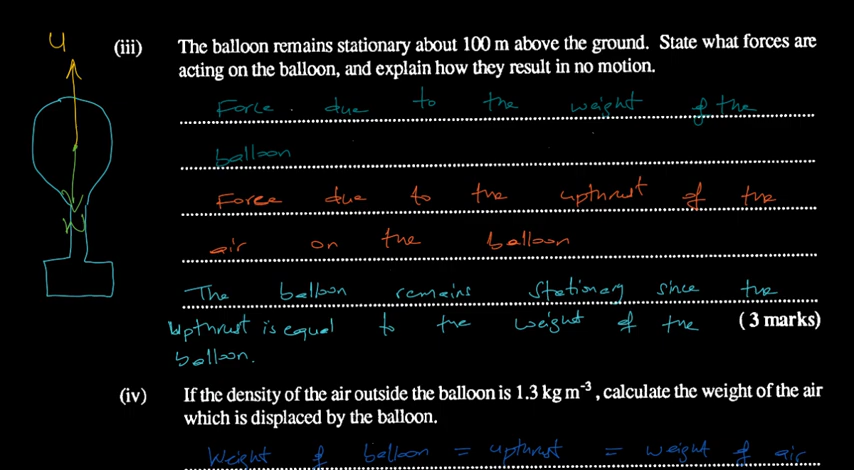 U
(iii) The balloon remains stationary about 100 m above the ground. State what forces are
acting on the balloon, and explain how they result in no motion.
Force due to the weight of the
balloon
Force due to the upthrust of the
air on the balloon
The balloon remains stationary since the
upthrust is equal to the weight of the (3 marks)
balloon.
(iv) If the density of the air outside the balloon is 1.3 kg m⁻³, calculate the weight of the air
which is displaced by the balloon.
Weight of balloon = upthrust = weight of air